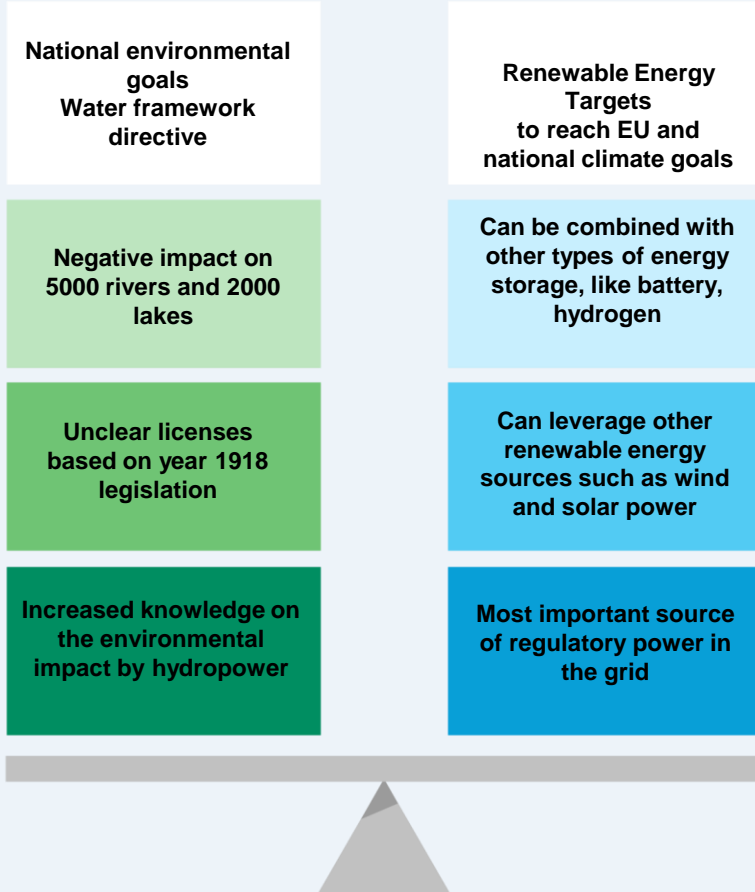 National environmental
goals
Water framework
directive
Negative impact on
5000 rivers and 2000
lakes
Unclear licenses
based on year 1918
legislation
Increased knowledge on
the environmental
impact by hydropower
Renewable Energy
Targets
to reach EU and
national climate goals
Can be combined with
other types of energy
storage, like battery,
hydrogen
Can leverage other
renewable energy
sources such as wind
and solar power
Most important source
of regulatory power in
the grid